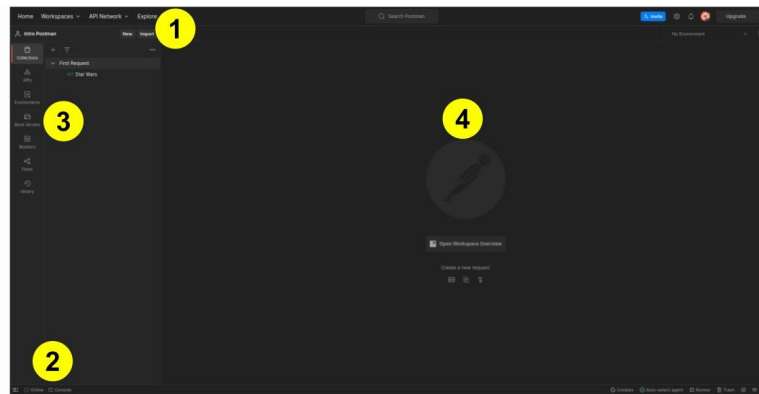 Home Workspaces API Network Explore
Search Postman
Invite
Upgrade
1
Intro Postman
New Import
No Environment
Collections
First Request
GET Star Wars
APIs
Environments
Mock Servers
3
4
Monitors
Flows
History
Open Workspace Overview
Create a new request
2
Online Console
Cookies Auto-select agent Runner Trash